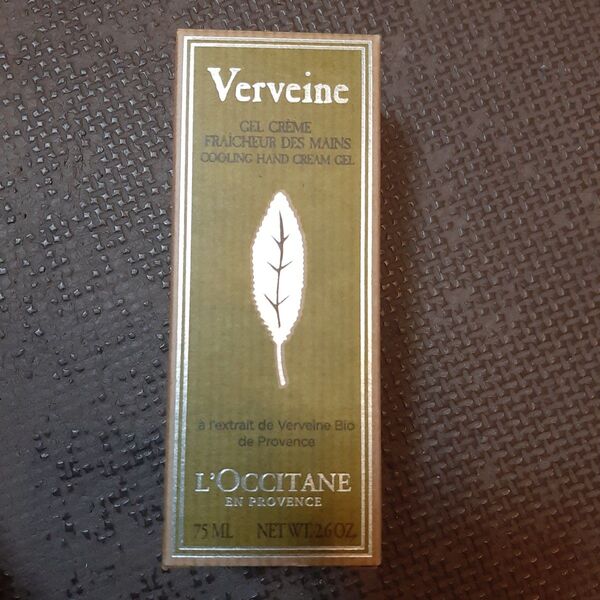 Verveine
GEL CRÈME
FRAÎCHEUR DES MAINS
COOLING HAND CREAM GEL
à l'extrait de Verveine Bio
de Provence
L'OCCITANE
EN PROVENCE
75 ML NET WT. 2.6 OZ.